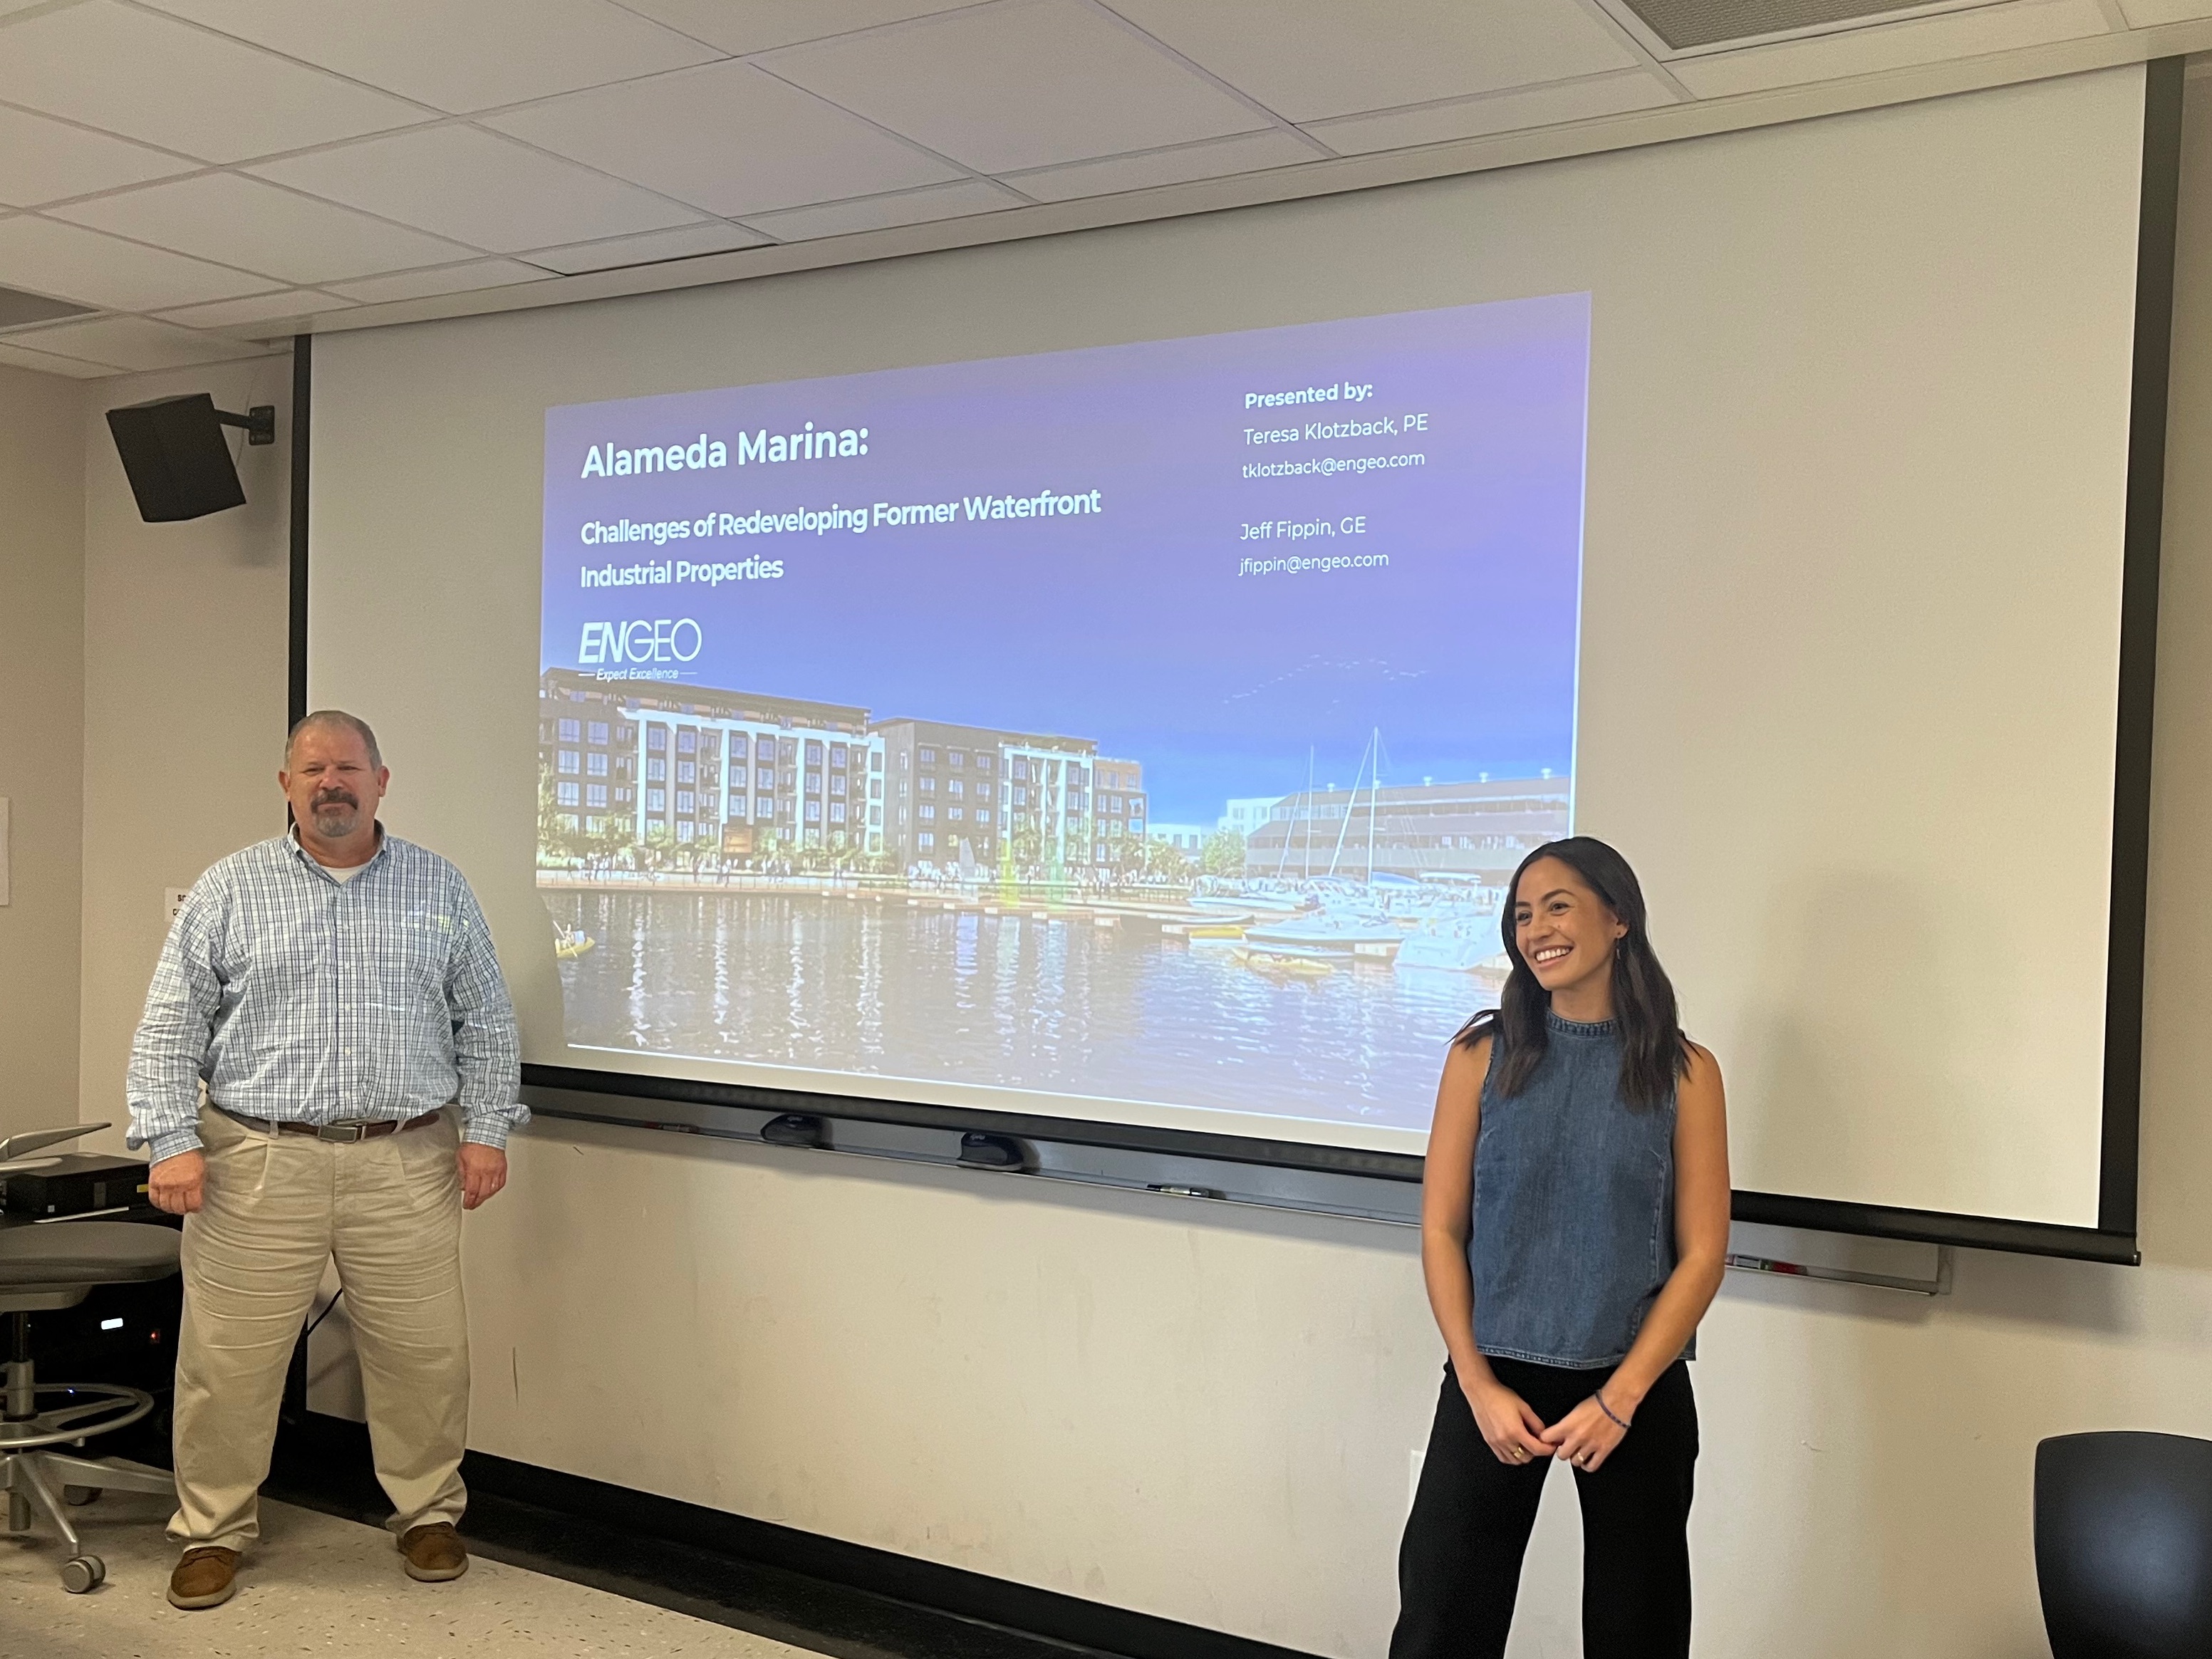 Alameda Marina:
Challenges of Redeveloping Former Waterfront
Industrial Properties
ENGEO
Expect Excellence
Presented by:
Teresa Klotzback, PE
tklotzback@engeo.com
Jeff Fippin, GE
jfippin@engeo.com